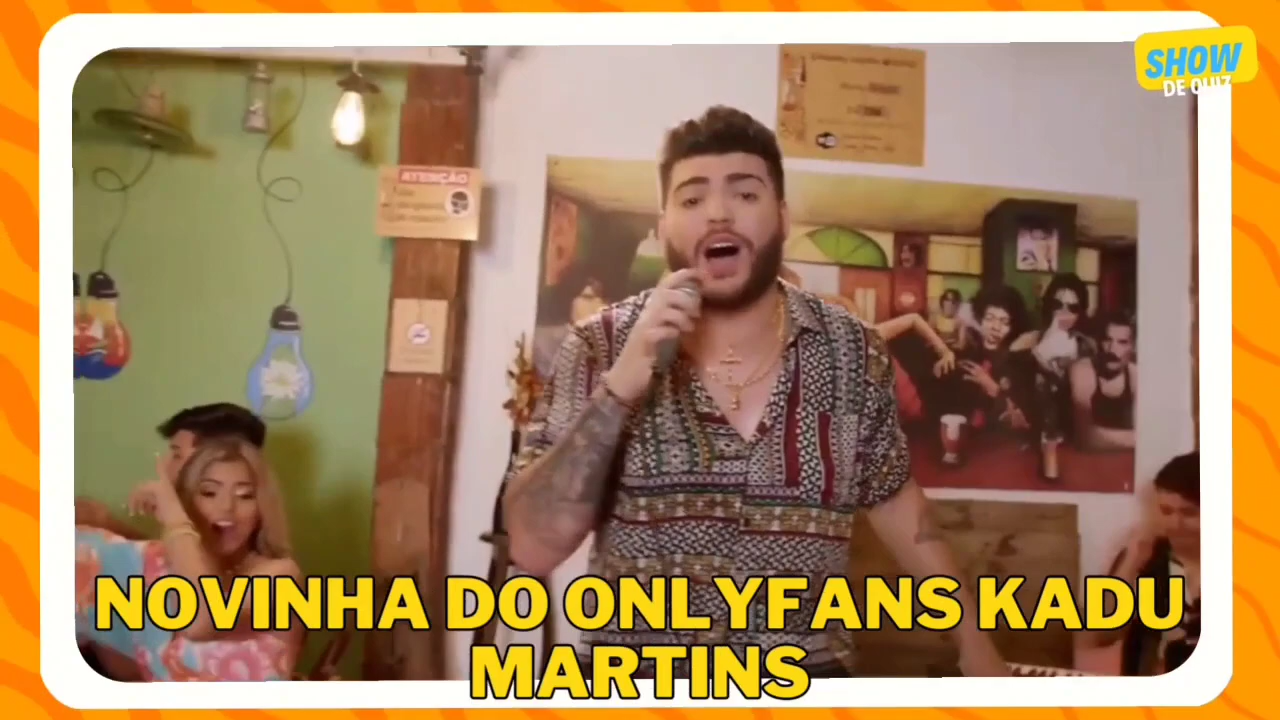 SHOW
DE QUIZ
ATENÇÃO
NOVINHA DO ONLYFANS KADU
MARTINS